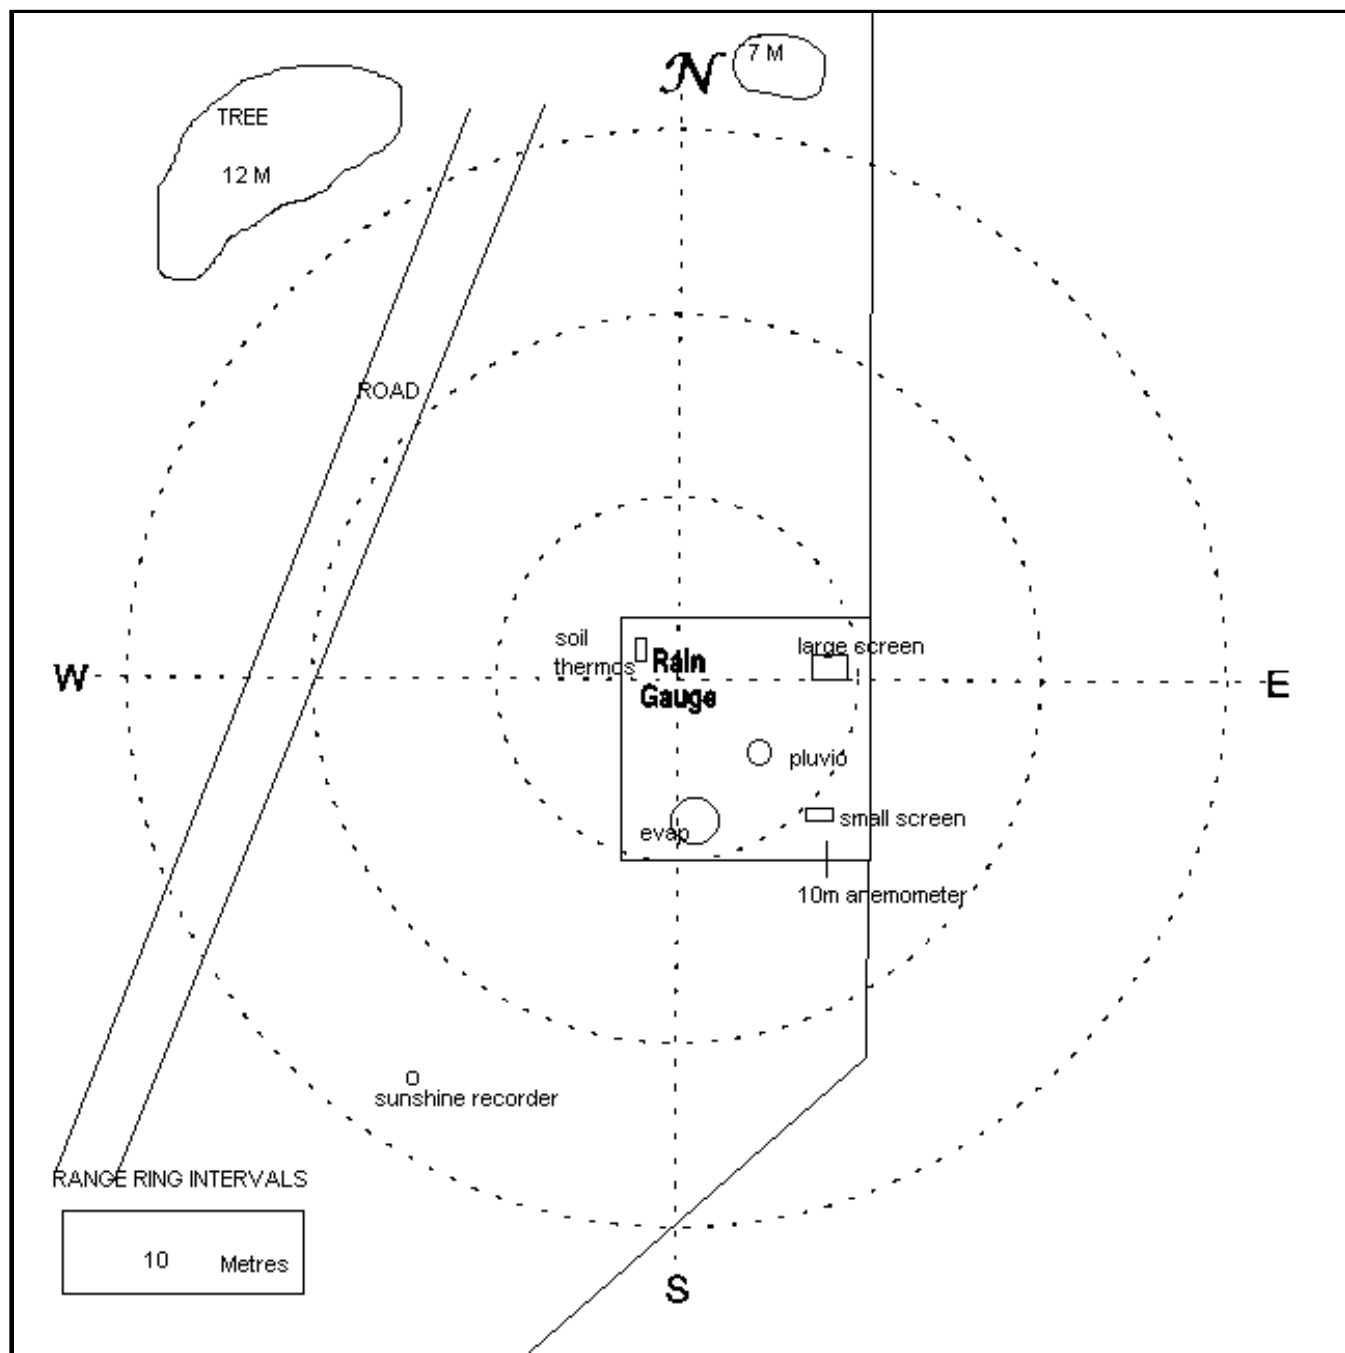 N
7 M
TREE
12 M
ROAD
soil
thermos
Rain
Gauge
large screen
W
E
pluvio
small screen
evap
10m anemometer
sunshine recorder
RANGE RING INTERVALS
10 Metres
S